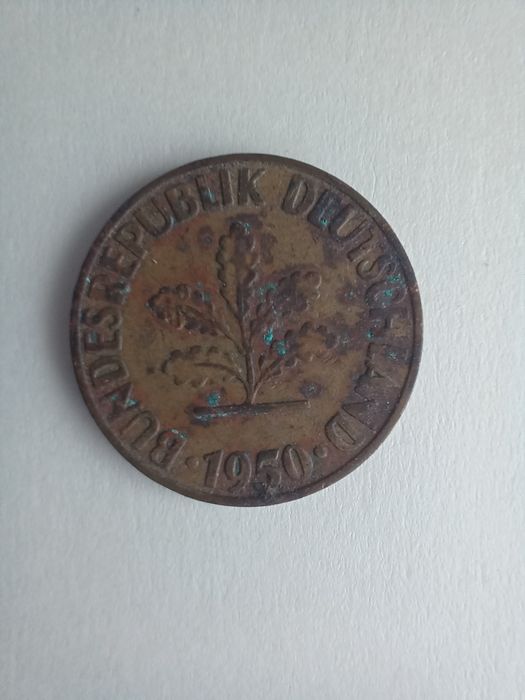 BUNDESREPUBLIK DEUTSCHLAND
· 1950 ·